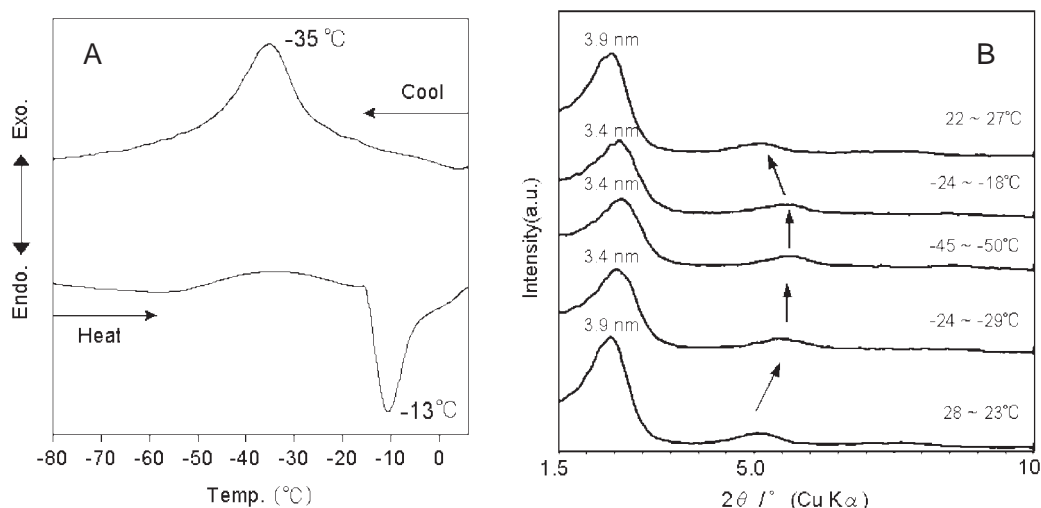 A
-35 ℃
Cool
Exo.
Endo.
Heat
-13℃
-80 -70 -60 -50 -40 -30 -20 -10 0
Temp. (℃)
B
3.9 nm
22 ~ 27℃
3.4 nm
-24 ~ -18℃
3.4 nm
-45 ~ -50℃
3.4 nm
-24 ~ -29℃
3.9 nm
28 ~ 23℃
Intensity(a.u.)
1.5 5.0 10
2θ /° (Cu Kα)